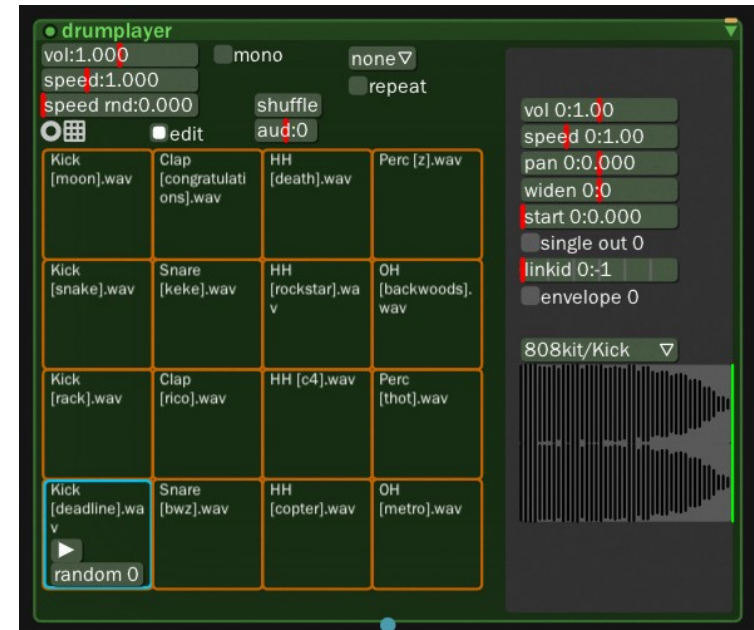 drumplayer
vol:1.000
mono
none
speed:1.000
repeat
speed rnd:0.000
shuffle
edit
aud:0
Kick
[moon].wav
Clap
[congratulati
ons].wav
HH
[death].wav
Perc [z].wav
Kick
[snake].wav
Snare
[keke].wav
HH
[rockstar].wa
v
OH
[backwoods].
wav
Kick
[rack].wav
Clap
[rico].wav
HH [c4].wav
Perc
[thot].wav
Kick
[deadline].wa
v
random 0
Snare
[bwz].wav
HH
[copter].wav
OH
[metro].wav
vol 0:1.00
speed 0:1.00
pan 0:0.000
widen 0:0
start 0:0.000
single out 0
linkid 0:-1
envelope 0
808kit/Kick